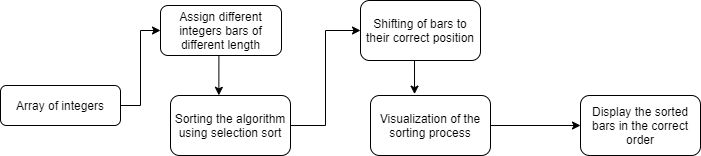 Array of integers
Assign different
integers bars of
different length
Sorting the algorithm
using selection sort
Shifting of bars to
their correct position
Visualization of the
sorting process
Display the sorted
bars in the correct
order